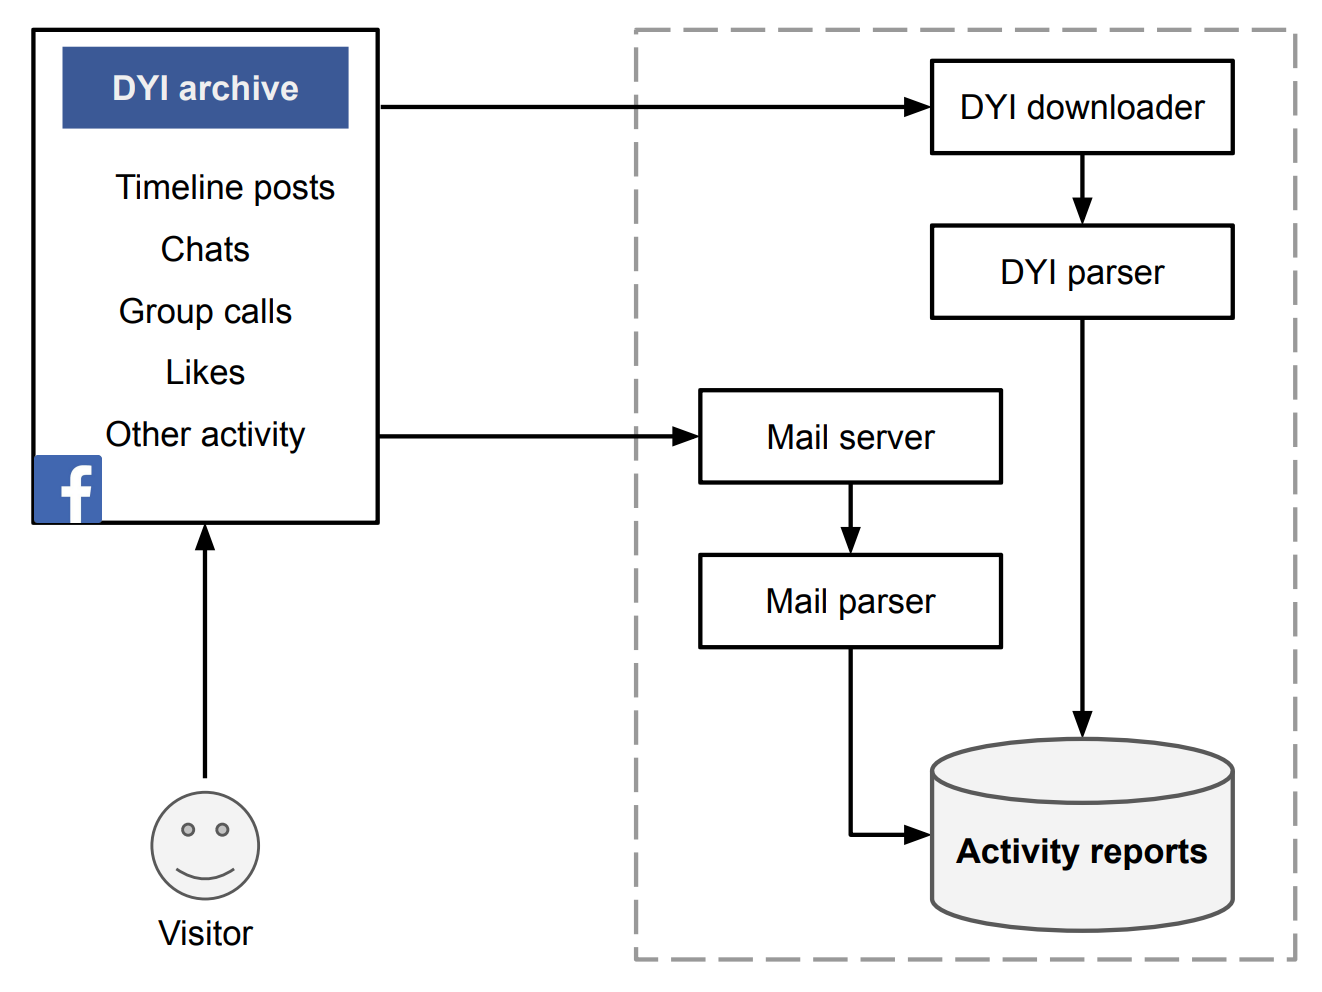 DYI archive
Timeline posts
Chats
Group calls
Likes
Other activity
f
Visitor
DYI downloader
DYI parser
Mail server
Mail parser
Activity reports